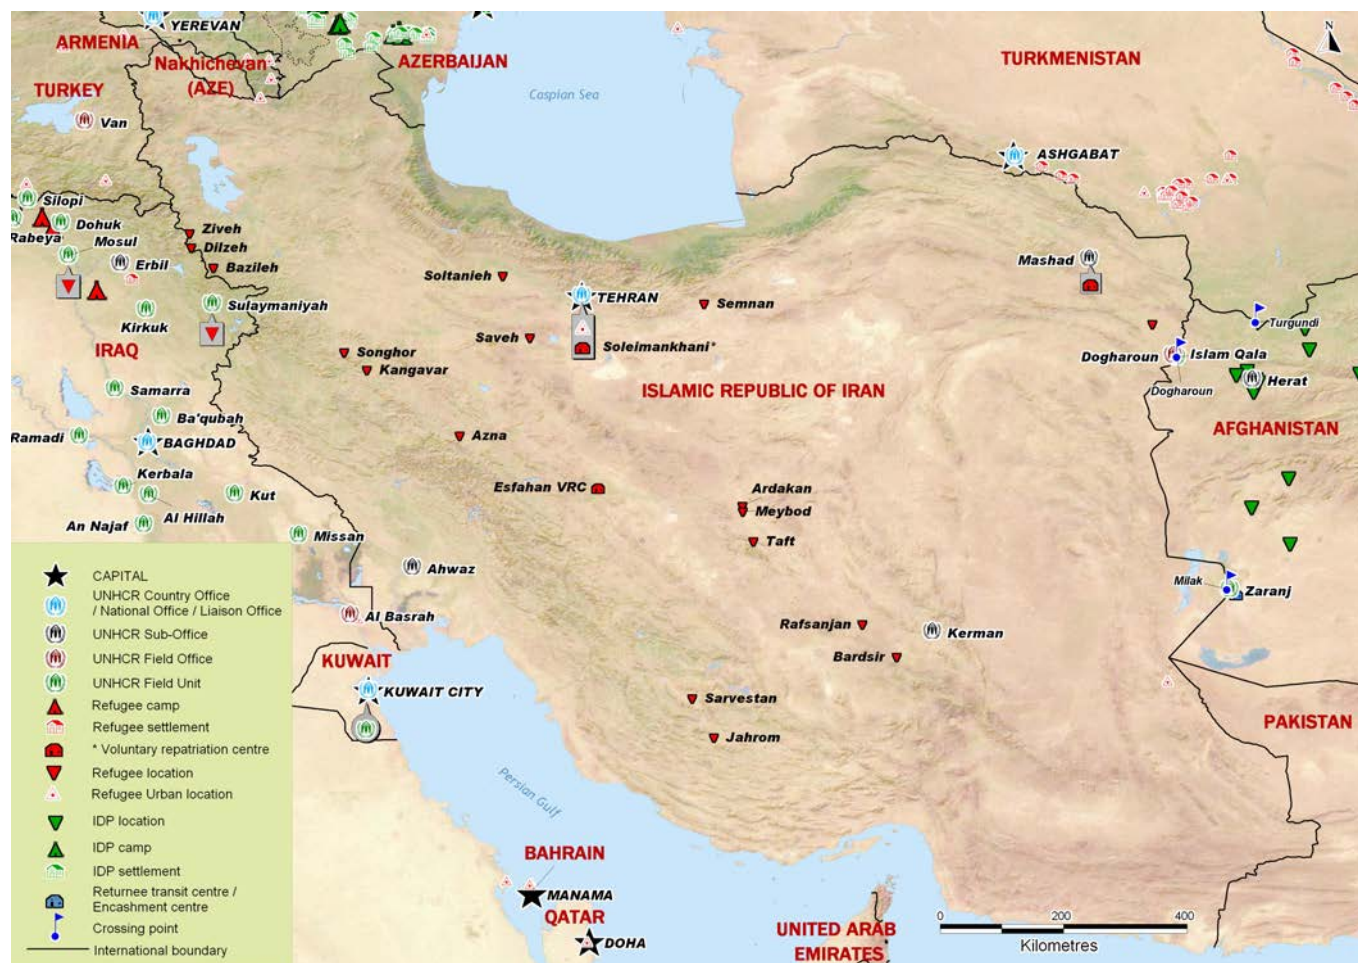 YEREVAN
ARMENIA
Nakhichevan
(AZE)
AZERBAIJAN
TURKMENISTAN
N
TURKEY
Van
Caspian Sea
ASHGABAT
Silopi
Dohuk
Rabeya
Mosul
Erbil
Ziveh
Dilzeh
Bazileh
Soltanieh
TEHRAN
Semnan
Mashad
Sulaymaniyah
Kirkuk
Turgundi
IRAQ
Songhor
Kangavar
Saveh
Soleimankhani*
Dogharoun
Islam Qala
Dogharoun
Herat
ISLAMIC REPUBLIC OF IRAN
Samarra
Ba'qubah
Ramadi
BAGHDAD
Azna
AFGHANISTAN
Kerbala
Kut
Al Hillah
An Najaf
Esfahan VRC
Ardakan
Meybod
Taft
Missan
Ahwaz
Milak
Zaranj
Al Basrah
Rafsanjan
Kerman
Bardsir
KUWAIT
KUWAIT CITY
Sarvestan
Jahrom
PAKISTAN
Persian Gulf
BAHRAIN
MANAMA
QATAR
DOHA
UNITED ARAB
EMIRATES
CAPITAL
UNHCR Country Office
/ National Office / Liaison Office
UNHCR Sub-Office
UNHCR Field Office
UNHCR Field Unit
Refugee camp
Refugee settlement
* Voluntary repatriation centre
Refugee location
Refugee Urban location
IDP location
IDP camp
IDP settlement
Returnee transit centre /
Encashment centre
Crossing point
International boundary
0 200 400
Kilometres